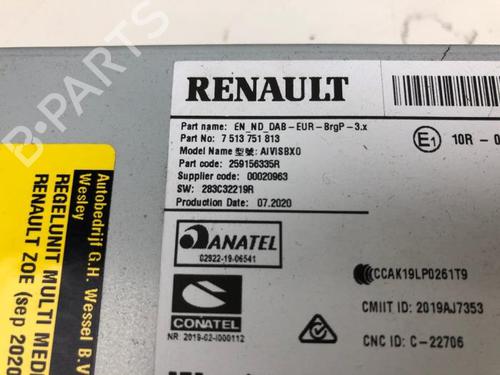 RENAULT
Part name: EN_ND_DAB-EUR-BrgP-3.x
Part No: 7 513 751 813
Model Name 型号: AIVISBX0
Part code: 259156335R
Supplier code: 00020963
SW: 283C32219R
Production Date: 07.2020
E1
10R - 0
ANATEL
02922-19-06541
CCAK19LP0261T9
CONATEL
NR: 2019-02-I000112
CMIIT ID: 2019AJ7353
CNC ID: C-22706
Autobedrijf G.H. Wessel B.V
Wesley
REGELUNIT MULTI MED
RENAULT ZOE (sep 2020
B-PARTS